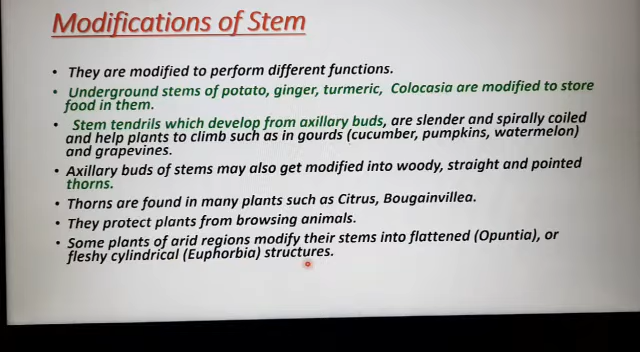 Modifications of Stem
• They are modified to perform different functions.
• Underground stems of potato, ginger, turmeric, Colocasia are modified to store
food in them.
• Stem tendrils which develop from axillary buds, are slender and spirally coiled
and help plants to climb such as in gourds (cucumber, pumpkins, watermelon)
and grapevines.
• Axillary buds of stems may also get modified into woody, straight and pointed
thorns.
• Thorns are found in many plants such as Citrus, Bougainvillea.
• They protect plants from browsing animals.
• Some plants of arid regions modify their stems into flattened (Opuntia), or
fleshy cylindrical (Euphorbia) structures.